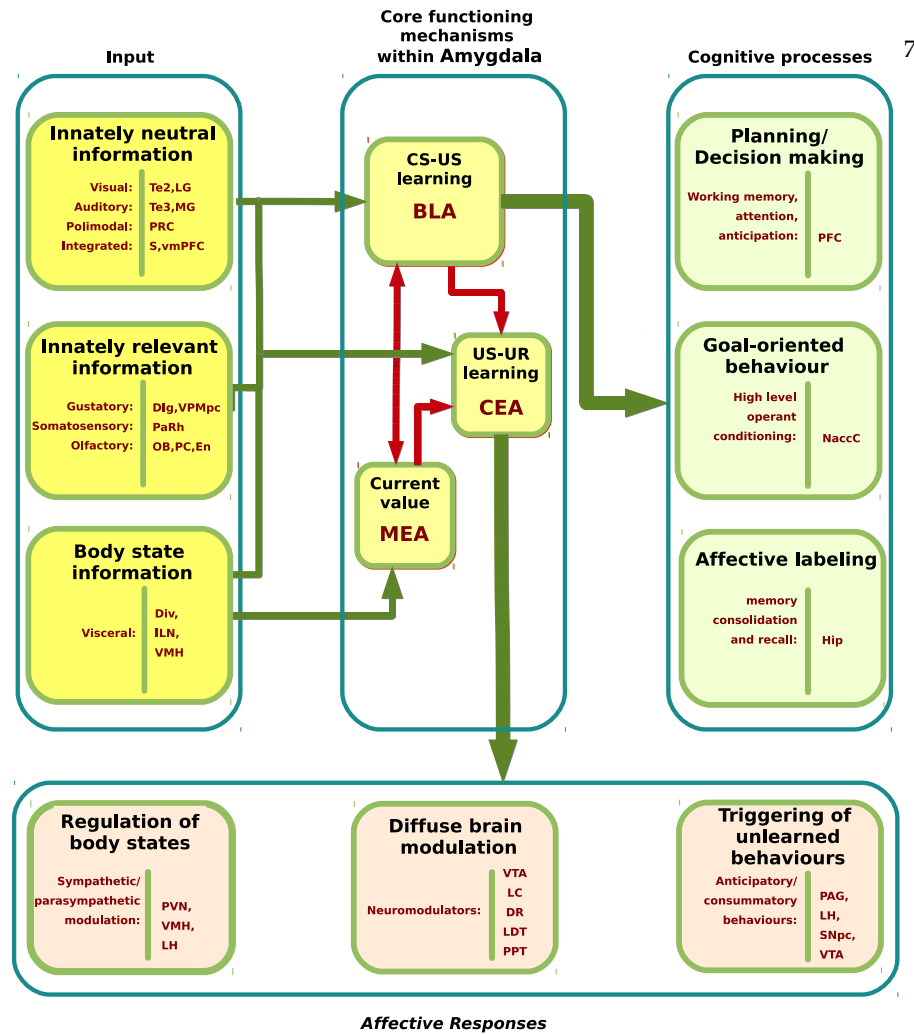 7
Input
Core functioning
mechanisms
within Amygdala
Cognitive processes
Innately neutral
information
Visual: Te2,LG
Auditory: Te3,MG
Polimodal: PRC
Integrated: S,vmPFC
Innately relevant
information
Gustatory: DIg,VPMpc
Somatosensory: PaRh
Olfactory: OB,PC,En
Body state
information
Visceral:
Div,
ILN,
VMH
CS-US
learning
BLA
US-UR
learning
CEA
Current
value
MEA
Planning/
Decision making
Working memory,
attention,
anticipation: PFC
Goal-oriented
behaviour
High level
operant
conditioning: NaccC
Affective labeling
memory
consolidation
and recall: Hip
Regulation of
body states
Sympathetic/
parasympathetic
modulation:
PVN,
VMH,
LH
Diffuse brain
modulation
Neuromodulators:
VTA
LC
DR
LDT
PPT
Triggering of
unlearned
behaviours
Anticipatory/
consummatory
behaviours:
PAG,
LH,
SNpc,
VTA
Affective Responses